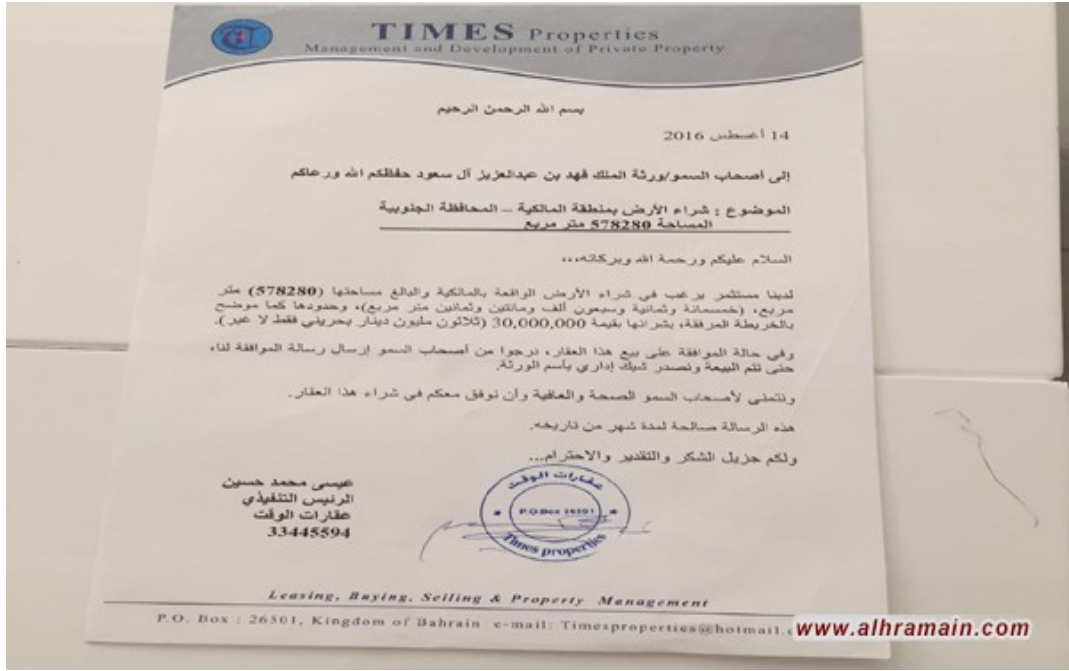 TIMES Properties
Management and Development of Private Property
بسم الله الرحمن الرحيم
14 أغسطس 2016
إلى أصحاب السمو/ورثة الملك فهد بن عبدالعزيز آل سعود حفظكم الله ورعاكم
الموضوع : شراء الأرض بمنطقة المالكية – المحافظة الجنوبية
المساحة 578280 متر مربع
السلام عليكم ورحمة الله وبركاته،،،
لدينا مستثمر يرغب في شراء الأرض الواقعة بالمالكية والبالغ مساحتها (578280) متر
مربع، (خمسمائة وثمانية وسبعون ألف ومائتين وثمانين متر مربع)، وحدودها كما موضح
بالخريطة المرفقة، بشرائها بقيمة 30,000,000 (ثلاثون مليون دينار بحريني فقط لا غير).
وفي حالة الموافقة على بيع هذا العقار، نرجوا من أصحاب السمو إرسال رسالة الموافقة لنا،
حتى تتم البيعة ونصدر شيك إداري بأسم الورثة.
ونتمنى لأصحاب السمو الصحة والعافية وأن نوفق معكم في شراء هذا العقار.
هذه الرسالة صالحة لمدة شهر من تاريخه.
ولكم جزيل الشكر والتقدير والاحترام...
عيسى محمد حسين
الرئيس التنفيذي
عقارات الوقت
33445594
عقارات الوقت
P.O.Box 26501
Times properties
Leasing, Buying, Selling & Property Management
P.O. Box : 26501, Kingdom of Bahrain e-mail: Timesproperties@hotmail.c
www.alhramain.com